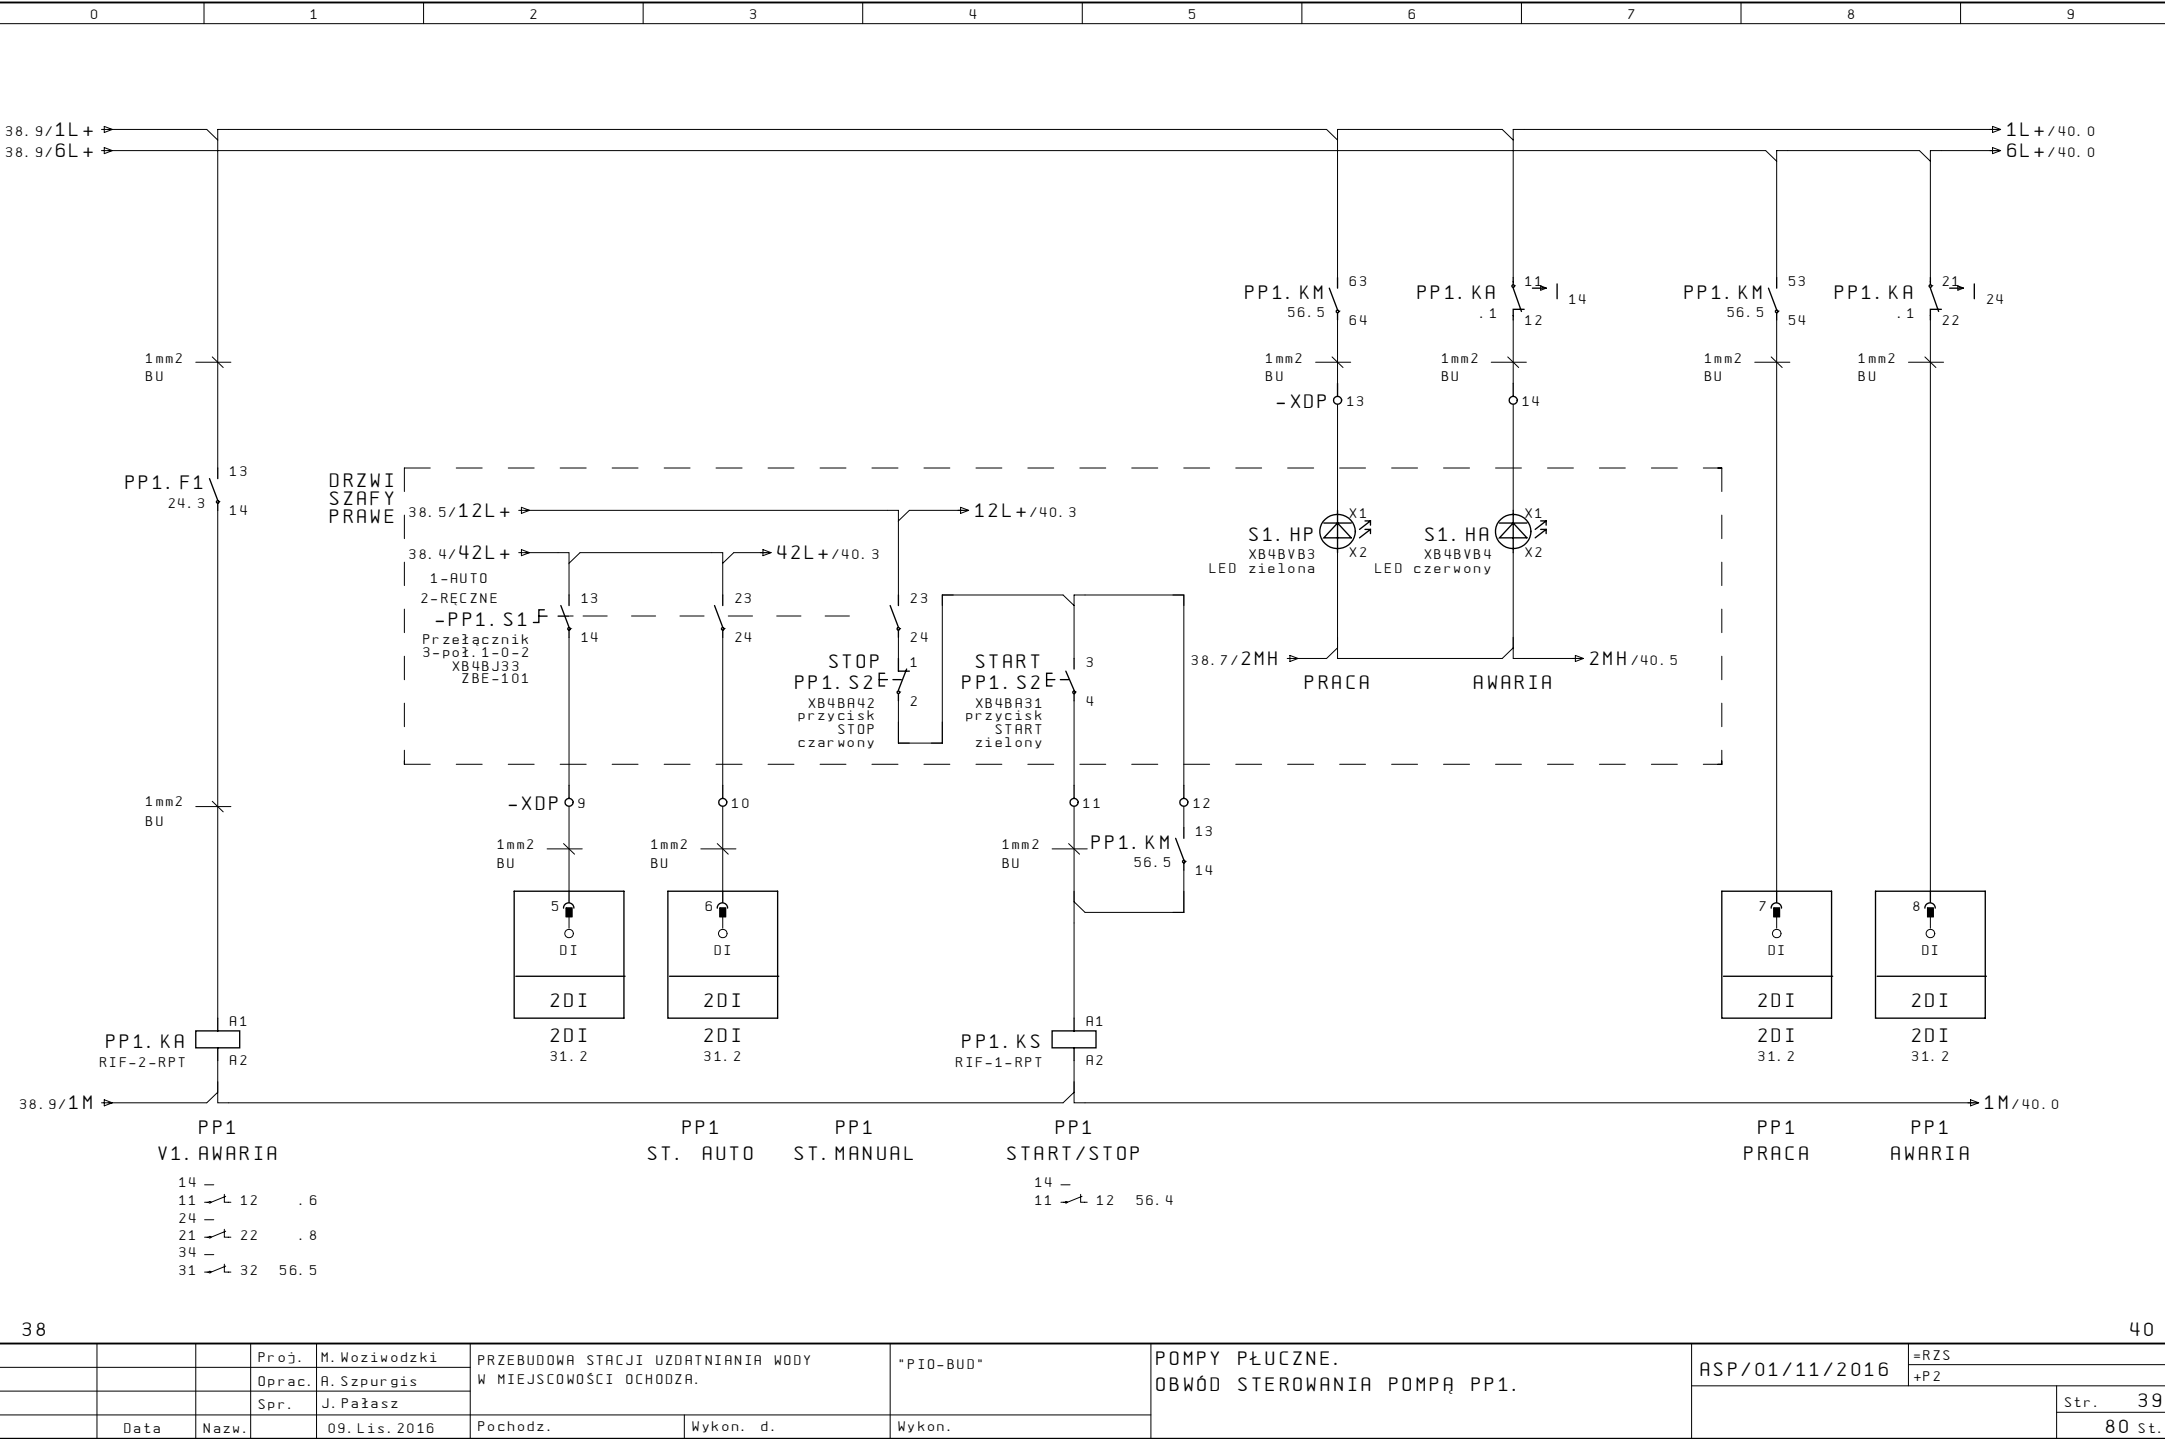 0 1 2 3 4 5 6 7 8 9
38.9/1L+ 1L+/40.0
38.9/6L+ 6L+/40.0
PP1.KM 63
56.5 64
PP1.KA 11 14
.1 12
PP1.KM 53
56.5 54
PP1.KA 21 24
.1 22
1mm2
BU
1mm2
BU
1mm2
BU
1mm2
BU
1mm2
BU
-XDP 13 14
PP1.F1 13
24.3 14
DRZWI
SZAFY
PRAWE
38.5/12L+ 12L+/40.3
38.4/42L+ 42L+/40.3
1-AUTO
2-RĘCZNE
-PP1.S1
Przełącznik
3-poł.1-0-2
XB4BJ33
ZBE-101
13
14
23
24
23
24
STOP 1
PP1.S2
2
XB4BA42
przycisk
STOP
czarwony
START 3
PP1.S2
4
XB4BA31
przycisk
START
zielony
X1
S1.HP
X2
XB4BVB3
LED zielona
X1
S1.HA
X2
XB4BVB4
LED czerwony
38.7/2MH 2MH/40.5
PRACA AWARIA
1mm2
BU
-XDP 9 10 11 12
1mm2
BU
1mm2
BU
1mm2
BU
PP1.KM 13
56.5 14
5
DI
2DI
2DI
31.2
6
DI
2DI
2DI
31.2
7
DI
2DI
2DI
31.2
8
DI
2DI
2DI
31.2
A1
PP1.KA
RIF-2-RPT A2
A1
PP1.KS
RIF-1-RPT A2
38.9/1M 1M/40.0
PP1
V1.AWARIA
PP1
ST. AUTO
PP1
ST.MANUAL
PP1
START/STOP
PP1
PRACA
PP1
AWARIA
14
11 12 .6
24
21 22 .8
34
31 32 56.5
14
11 12 56.4
38 40
Proj. M.Woziwodzki
Oprac. A.Szpurgis
Spr. J.Pałasz
Data Nazw. 09.Lis.2016
PRZEBUDOWA STACJI UZDATNIANIA WODY
W MIEJSCOWOŚCI OCHODZA.
Pochodz. Wykon. d. Wykon.
"PIO-BUD"
POMPY PŁUCZNE.
OBWÓD STEROWANIA POMPĄ PP1.
ASP/01/11/2016
=RZS
+P2
Str. 39
80 St.